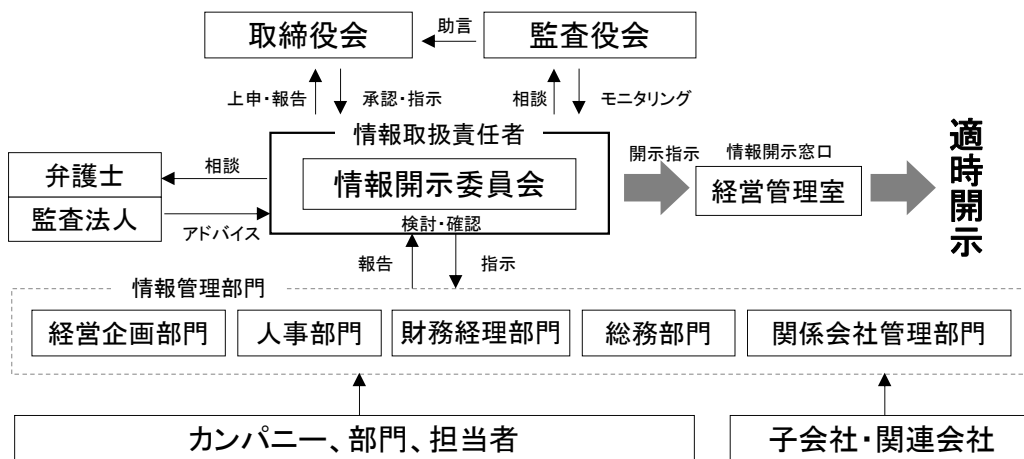 取締役会
助言
監査役会
上申・報告
承認・指示
相談
モニタリング
情報取扱責任者
情報開示委員会
検討・確認
弁護士
監査法人
相談
アドバイス
開示指示
情報開示窓口
経営管理室
適時開示
報告
指示
情報管理部門
経営企画部門
人事部門
財務経理部門
総務部門
関係会社管理部門
カンパニー、部門、担当者
子会社・関連会社